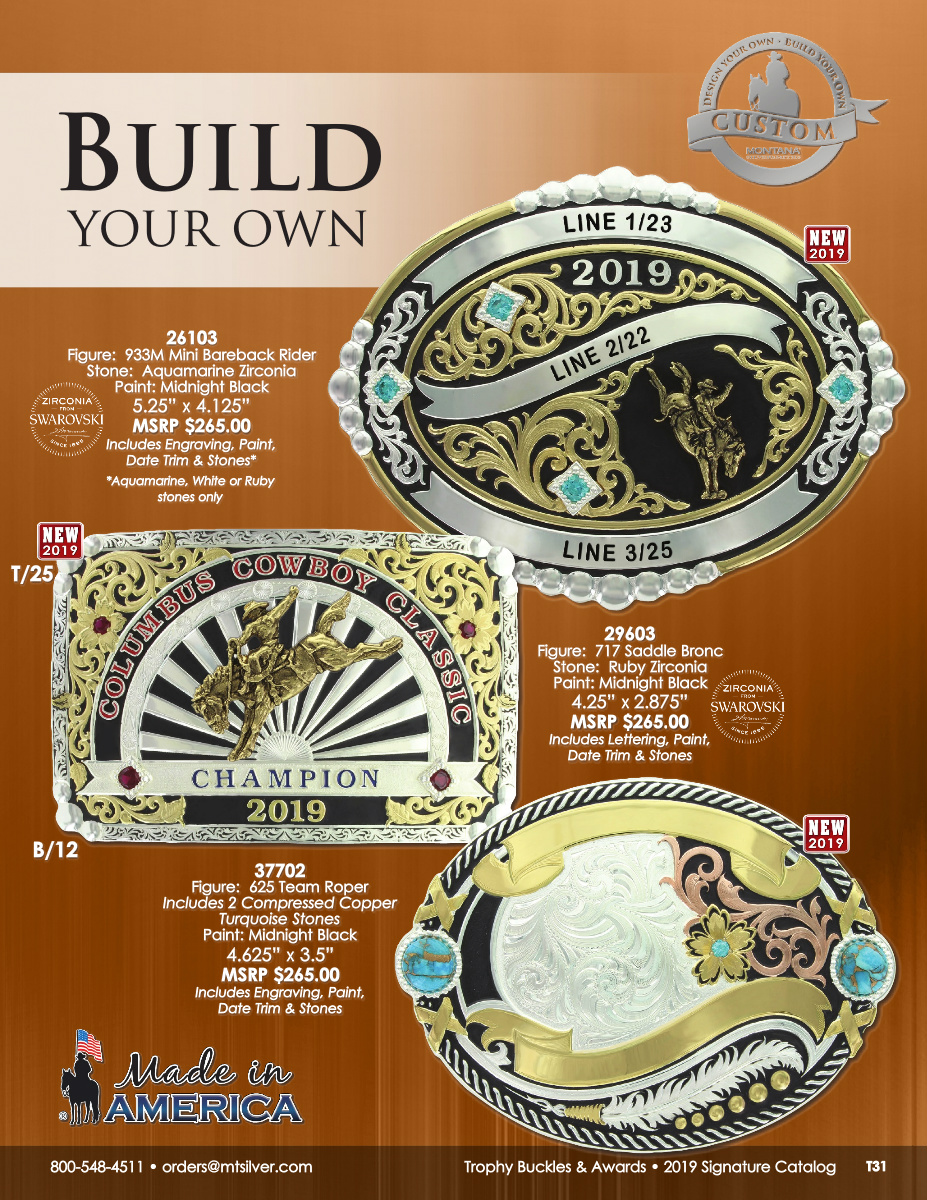 BUILD
YOUR OWN
DESIGN YOUR OWN • BUILD YOUR OWN
CUSTOM
MONTANA
NEW
2019
LINE 1/23
2019
LINE 2/22
LINE 3/25
26103
Figure: 933M Mini Bareback Rider
Stone: Aquamarine Zirconia
Paint: Midnight Black
5.25” x 4.125”
MSRP $265.00
Includes Engraving, Paint,
Date Trim & Stones*
*Aquamarine, White or Ruby
stones only
ZIRCONIA
FROM
SWAROVSKI
SINCE 1895
NEW
2019
T/25
COLUMBUS COWBOY CLASSIC
CHAMPION
2019
B/12
29603
Figure: 717 Saddle Bronc
Stone: Ruby Zirconia
Paint: Midnight Black
4.25” x 2.875”
MSRP $265.00
Includes Lettering, Paint,
Date Trim & Stones
ZIRCONIA
FROM
SWAROVSKI
SINCE 1895
NEW
2019
37702
Figure: 625 Team Roper
Includes 2 Compressed Copper
Turquoise Stones
Paint: Midnight Black
4.625” x 3.5”
MSRP $265.00
Includes Engraving, Paint,
Date Trim & Stones
®
Made in
AMERICA
800-548-4511 • orders@mtsilver.com
Trophy Buckles & Awards • 2019 Signature Catalog T31